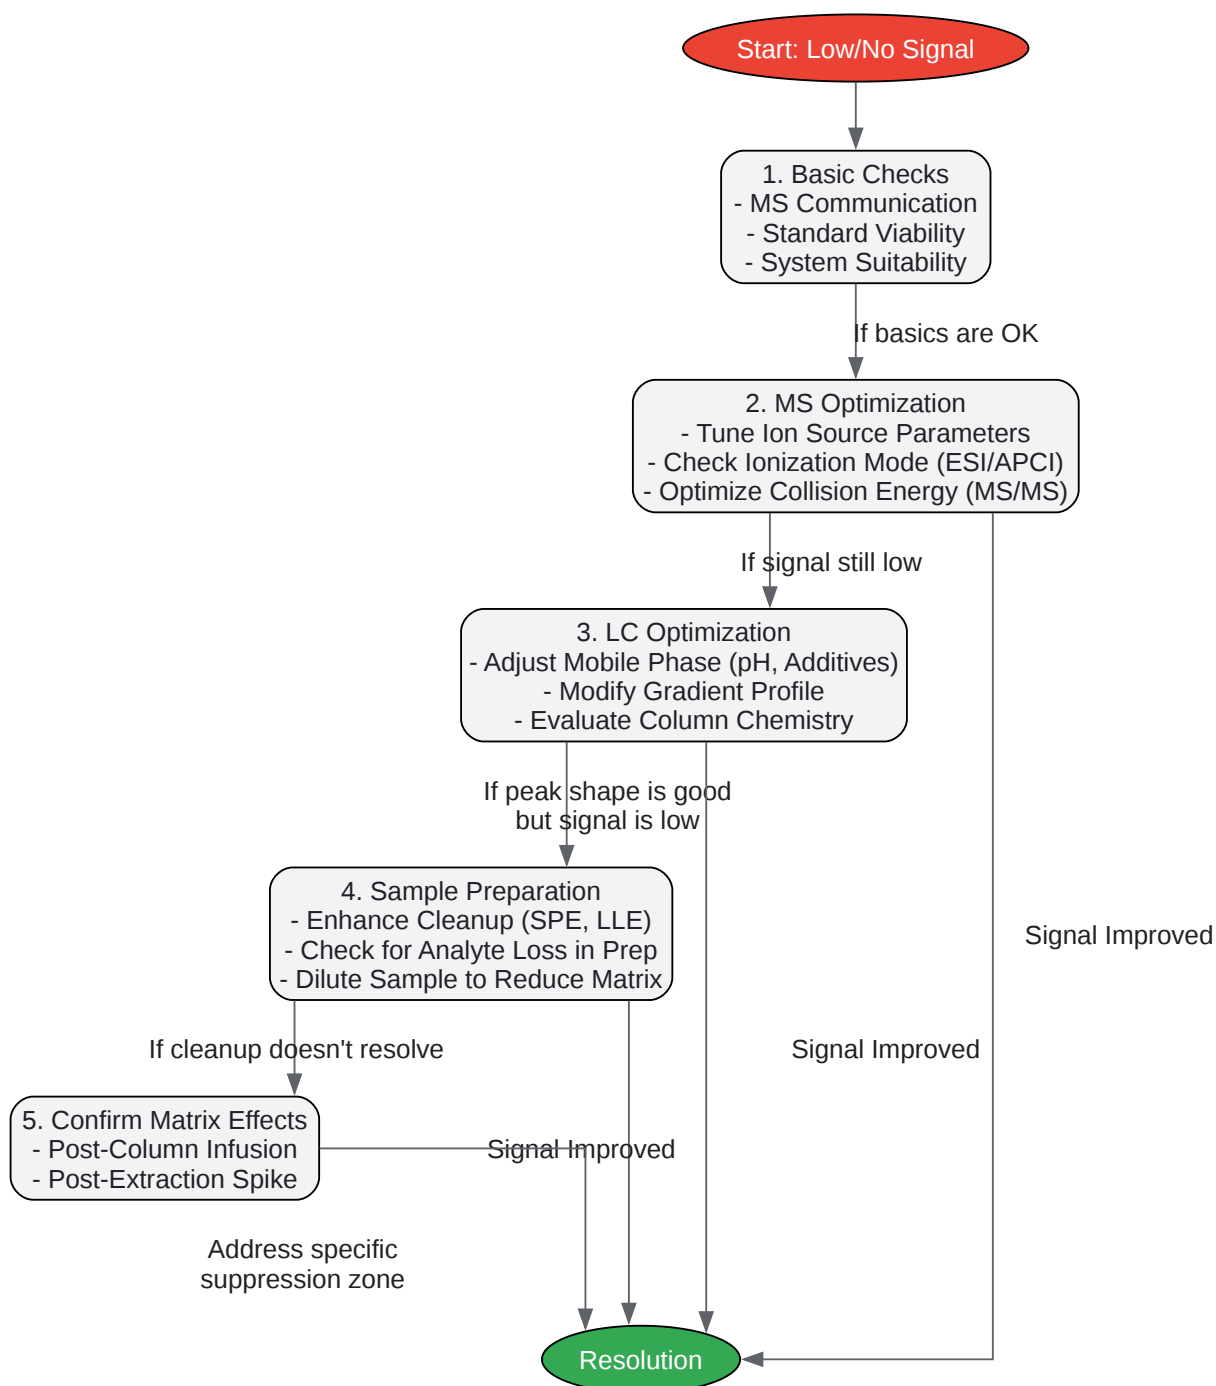 Start: Low/No Signal
1. Basic Checks
- MS Communication
- Standard Viability
- System Suitability
If basics are OK
2. MS Optimization
- Tune Ion Source Parameters
- Check Ionization Mode (ESI/APCI)
- Optimize Collision Energy (MS/MS)
If signal still low
3. LC Optimization
- Adjust Mobile Phase (pH, Additives)
- Modify Gradient Profile
- Evaluate Column Chemistry
If peak shape is good
but signal is low
4. Sample Preparation
- Enhance Cleanup (SPE, LLE)
- Check for Analyte Loss in Prep
- Dilute Sample to Reduce Matrix
Signal Improved
If cleanup doesn't resolve
Signal Improved
5. Confirm Matrix Effects
- Post-Column Infusion
- Post-Extraction Spike
Signal Improved
Address specific
suppression zone
Resolution